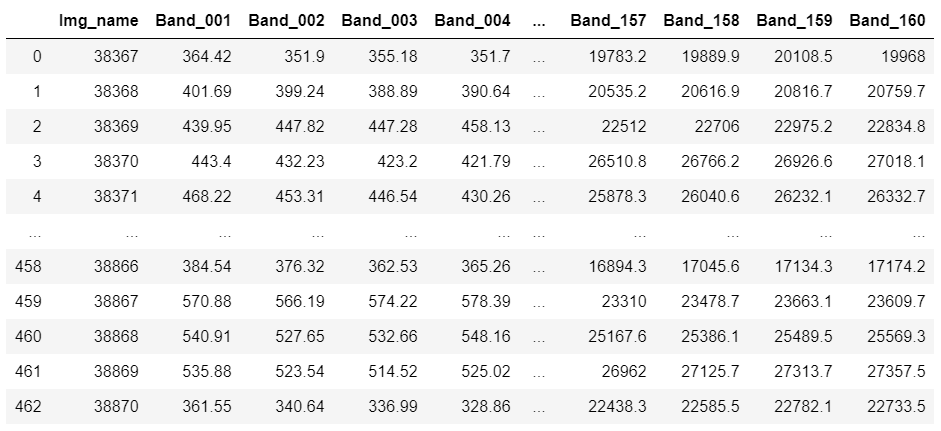 Img_name Band_001 Band_002 Band_003 Band_004 ... Band_157 Band_158 Band_159 Band_160
0 38367 364.42 351.9 355.18 351.7 ... 19783.2 19889.9 20108.5 19968
1 38368 401.69 399.24 388.89 390.64 ... 20535.2 20616.9 20816.7 20759.7
2 38369 439.95 447.82 447.28 458.13 ... 22512 22706 22975.2 22834.8
3 38370 443.4 432.23 423.2 421.79 ... 26510.8 26766.2 26926.6 27018.1
4 38371 468.22 453.31 446.54 430.26 ... 25878.3 26040.6 26232.1 26332.7
... ... ... ... ... ... ... ... ... ... ...
458 38866 384.54 376.32 362.53 365.26 ... 16894.3 17045.6 17134.3 17174.2
459 38867 570.88 566.19 574.22 578.39 ... 23310 23478.7 23663.1 23609.7
460 38868 540.91 527.65 532.66 548.16 ... 25167.6 25386.1 25489.5 25569.3
461 38869 535.88 523.54 514.52 525.02 ... 26962 27125.7 27313.7 27357.5
462 38870 361.55 340.64 336.99 328.86 ... 22438.3 22585.5 22782.1 22733.5